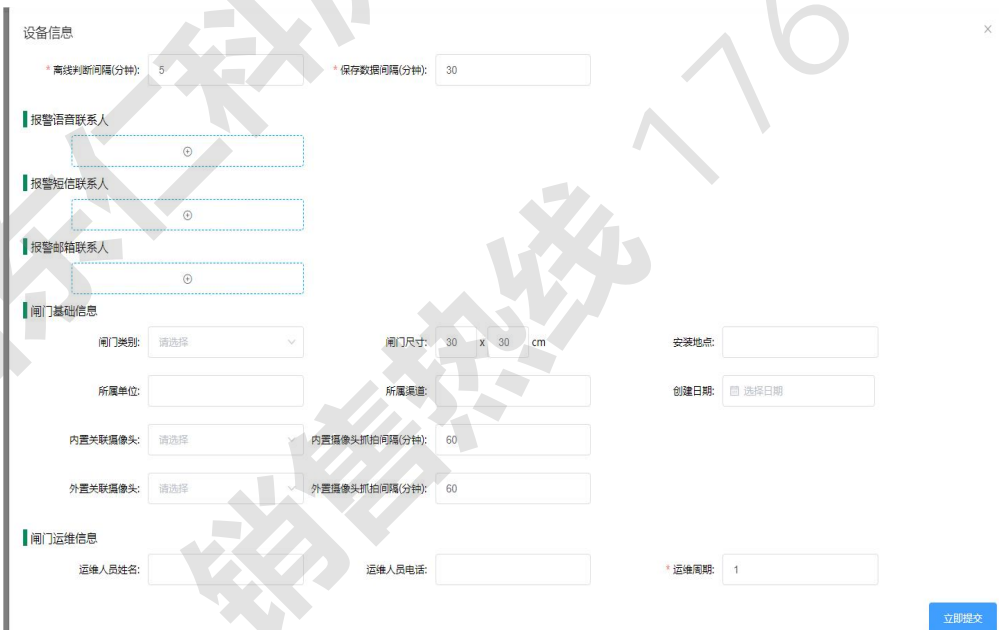 设备信息
* 离线判断间隔(分钟): 5 * 保存数据间隔(分钟): 30
报警语音联系人
报警短信联系人
报警邮箱联系人
闸门基础信息
闸门类别: 请选择 闸门尺寸: 30 x 30 cm 安装地点:
所属单位: 所属渠道: 创建日期: 选择日期
内置关联摄像头: 请选择 内置摄像头抓拍间隔(分钟): 60
外置关联摄像头: 请选择 外置摄像头抓拍间隔(分钟): 60
闸门运维信息
运维人员姓名: 运维人员电话: * 运维周期: 1
立即提交
东仁科
销售热线 176